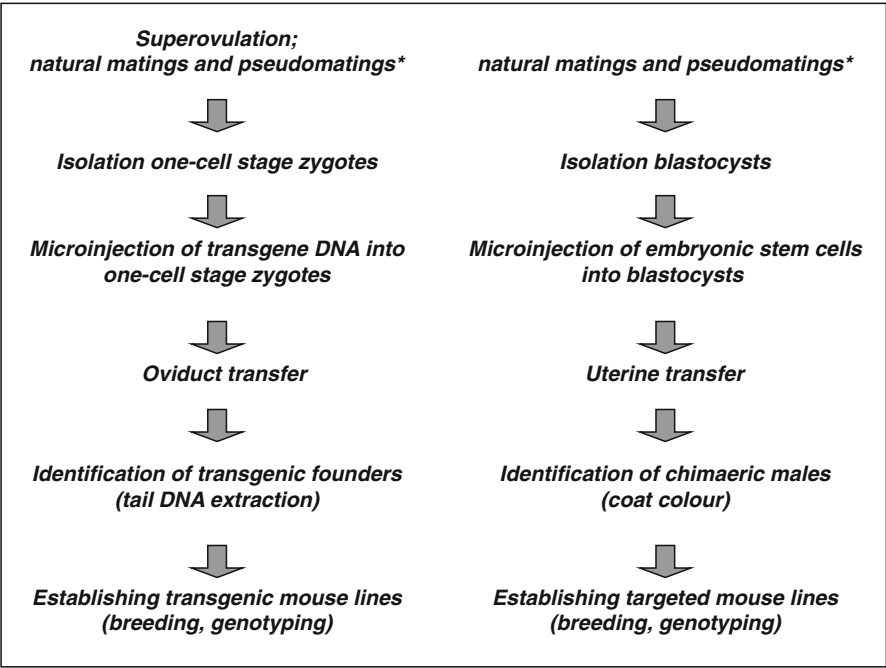 Superovulation;
natural matings and pseudomatings*
Isolation one-cell stage zygotes
Microinjection of transgene DNA into
one-cell stage zygotes
Oviduct transfer
Identification of transgenic founders
(tail DNA extraction)
Establishing transgenic mouse lines
(breeding, genotyping)
natural matings and pseudomatings*
Isolation blastocysts
Microinjection of embryonic stem cells
into blastocysts
Uterine transfer
Identification of chimaeric males
(coat colour)
Establishing targeted mouse lines
(breeding, genotyping)